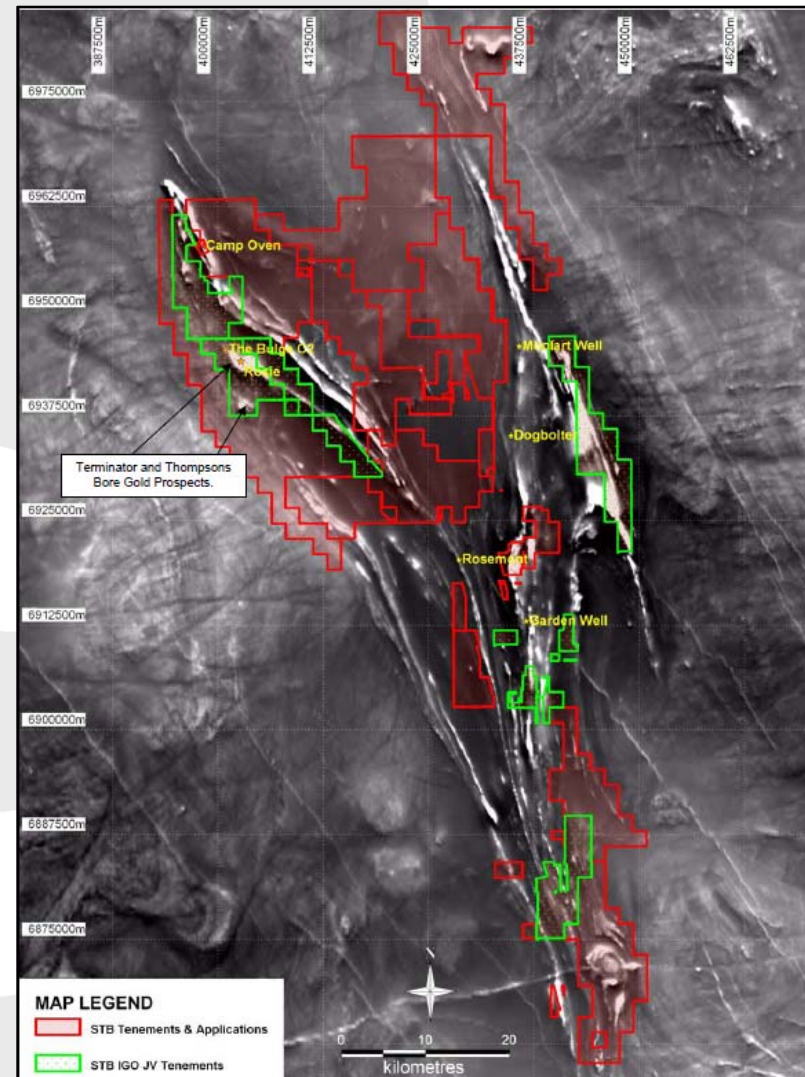 387500m
400000m
412500m
425000m
437500m
450000m
462500m
6975000m
6962500m
Camp Oven
6950000m
The Bulge C2
Moolart Well
Rosie
6937500m
Dogbolter
Terminator and Thompsons
Bore Gold Prospects.
6925000m
Rosemont
6912500m
Garden Well
6900000m
6887500m
6875000m
N
MAP LEGEND
STB Tenements & Applications
STB IGO JV Tenements
0 10 20
kilometres